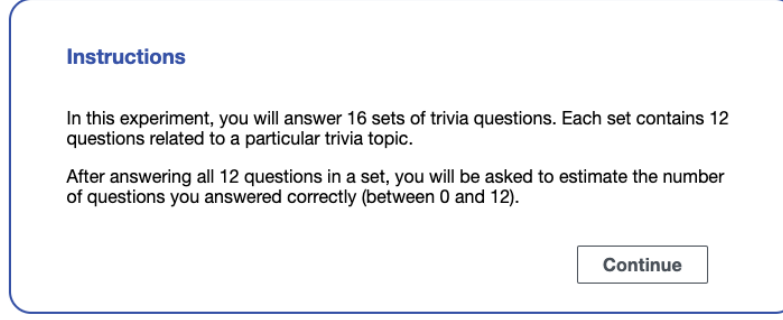 Instructions
In this experiment, you will answer 16 sets of trivia questions. Each set contains 12
questions related to a particular trivia topic.
After answering all 12 questions in a set, you will be asked to estimate the number
of questions you answered correctly (between 0 and 12).
Continue